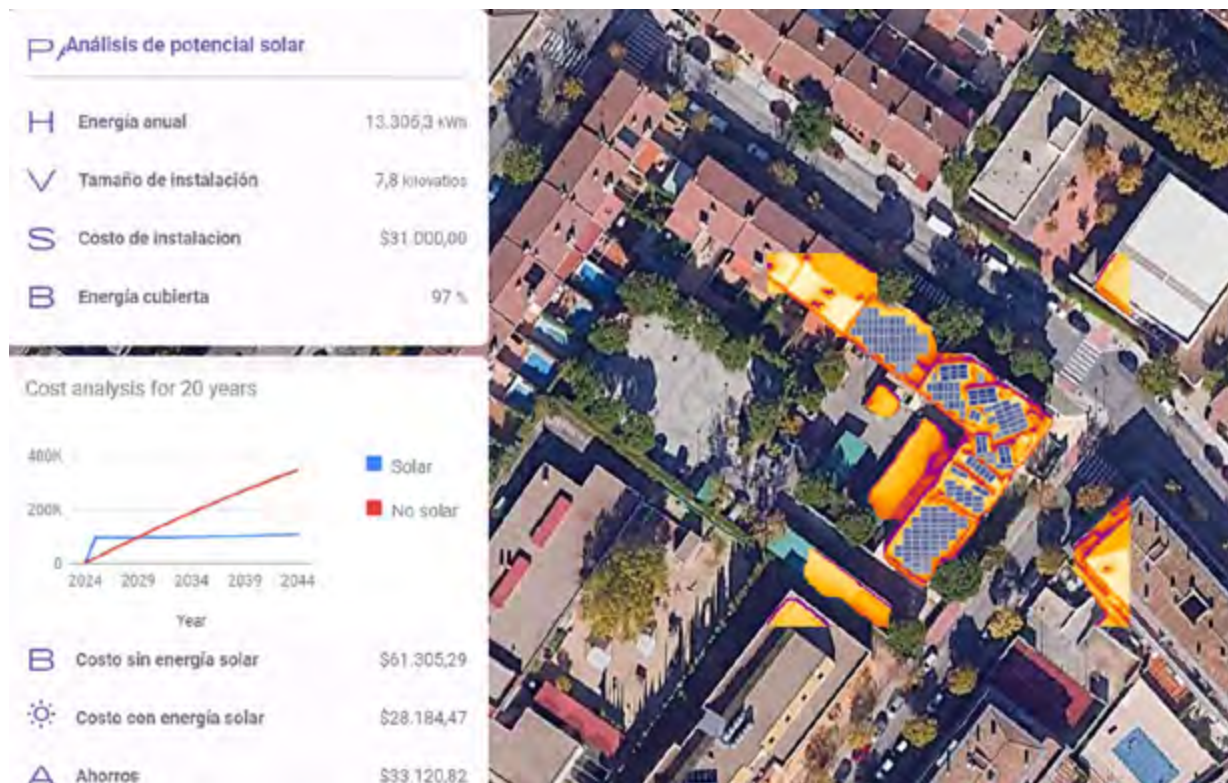 Análisis de potencial solar
Energía anual 13.305,3 kWh
Tamaño de instalación 7,8 kilovatios
Costo de instalacion $31.000,00
Energía cubierta 97 %
Cost analysis for 20 years
400K
200K
0
2024 2029 2034 2039 2044
Year
Solar
No solar
Costo sin energía solar $61.305,29
Costo con energía solar $28.184,47
Ahorros $33.120,82